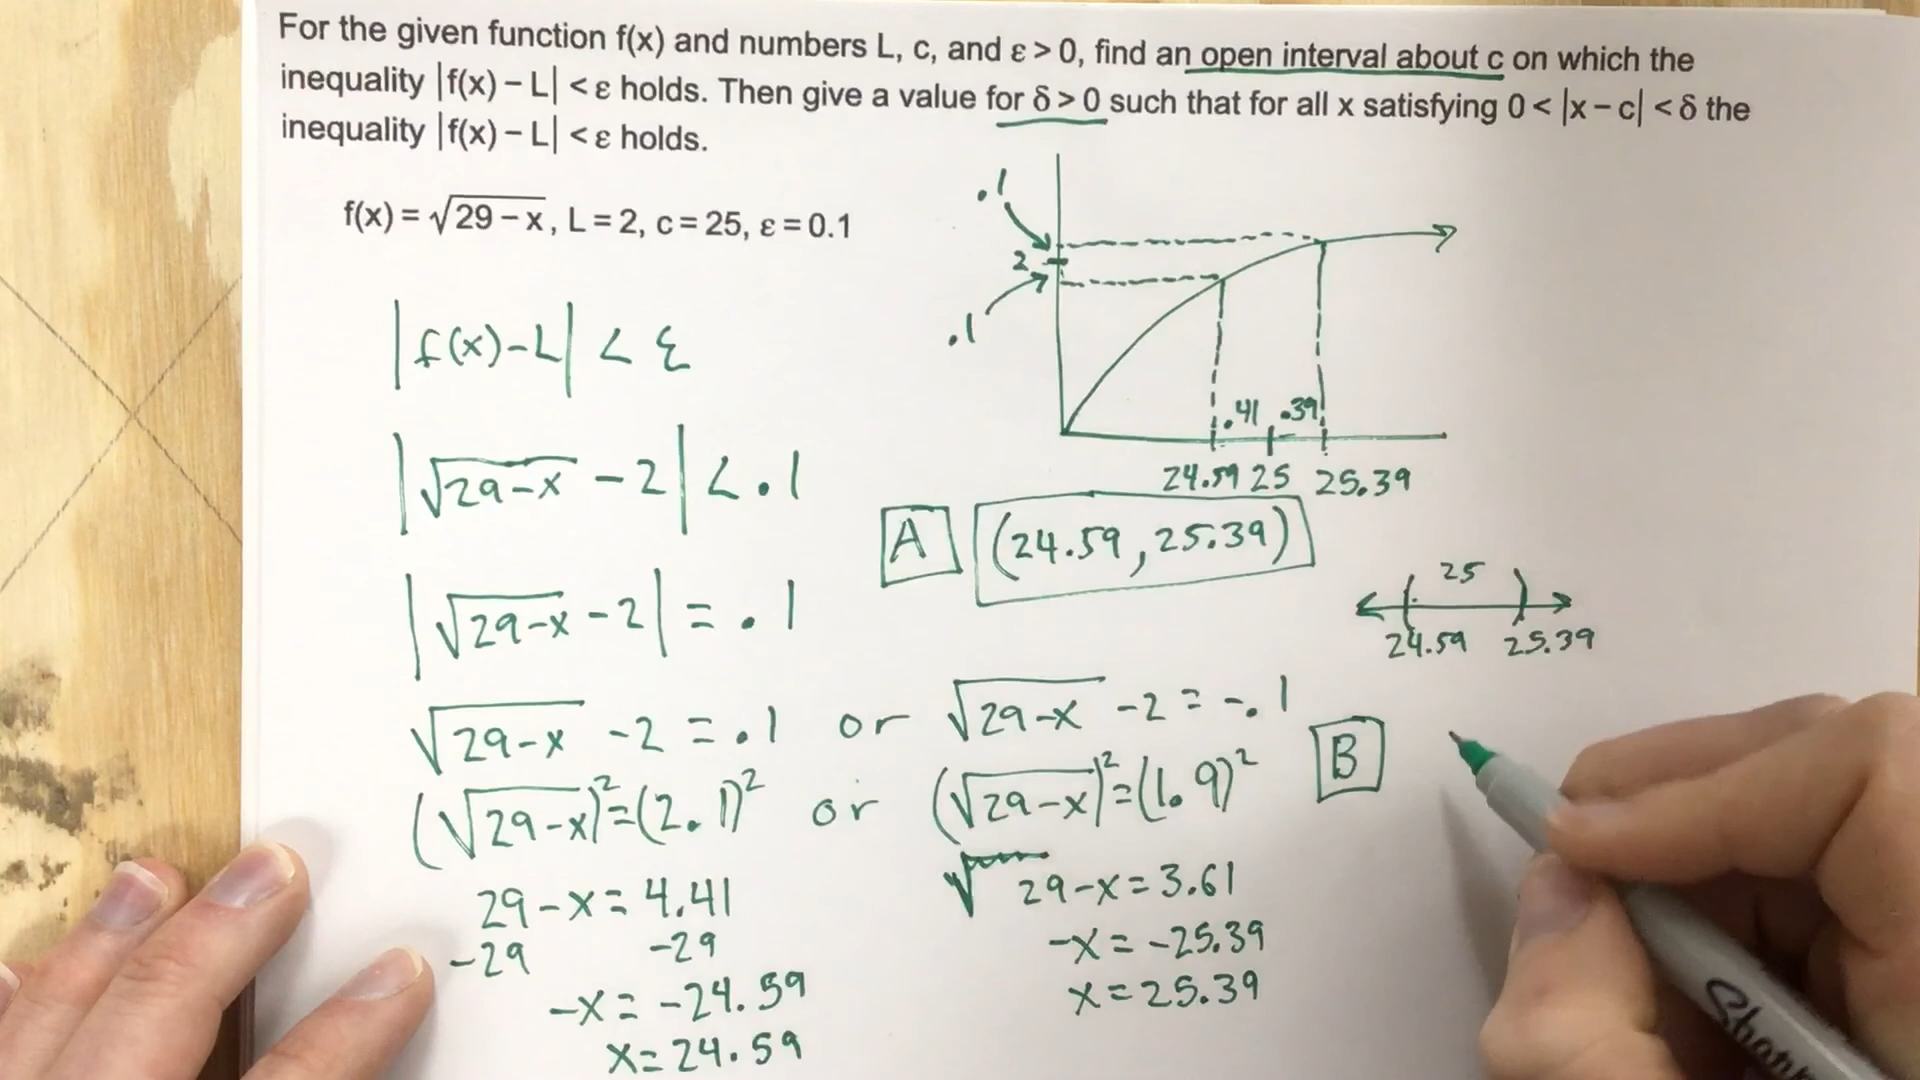 For the given function f(x) and numbers L, c, and ε > 0, find an open interval about c on which the
inequality |f(x) − L| < ε holds. Then give a value for δ > 0 such that for all x satisfying 0 < |x − c| < δ the
inequality |f(x) − L| < ε holds.
f(x) = √29 − x , L = 2, c = 25, ε = 0.1
.1
2
.1
.41 .39
24.59 25 25.39
|f(x)-L| < ε
|√29-x - 2| < .1
A (24.59, 25.39)
25
24.59 25.39
|√29-x - 2| = .1
√29-x - 2 = .1 or √29-x - 2 = -.1
B
(√29-x)² = (2.1)² or (√29-x)² = (1.9)²
29-x = 4.41
-29 -29
-x = -24.59
x = 24.59
√ 29-x = 3.61
-x = -25.39
x = 25.39